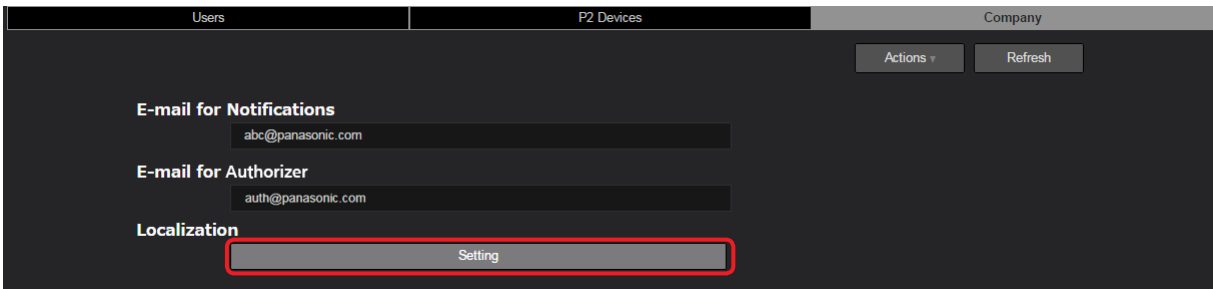 Users P2 Devices Company
Actions ▿ Refresh
E-mail for Notifications
abc@panasonic.com
E-mail for Authorizer
auth@panasonic.com
Localization
Setting